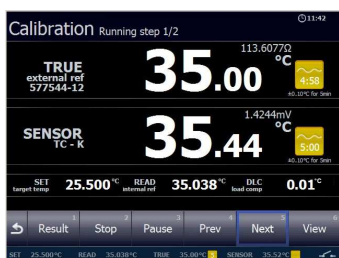 11:42
Calibration Running step 1/2
113.6077Ω
TRUE
external ref
577544-12
35.00 °C
4:58
±0.10°C for 5min
1.4244mV
SENSOR
TC - K
35.44 °C
5:00
±0.10°C for 5min
SET target temp 25.500 °C READ internal ref 35.038 °C DLC load comp 0.01 °C
1 2 3 4 5 6
Result Stop Pause Prev Next View
SET 25.500°C READ 35.038°C TRUE 35.00°C SENSOR 35.52°C